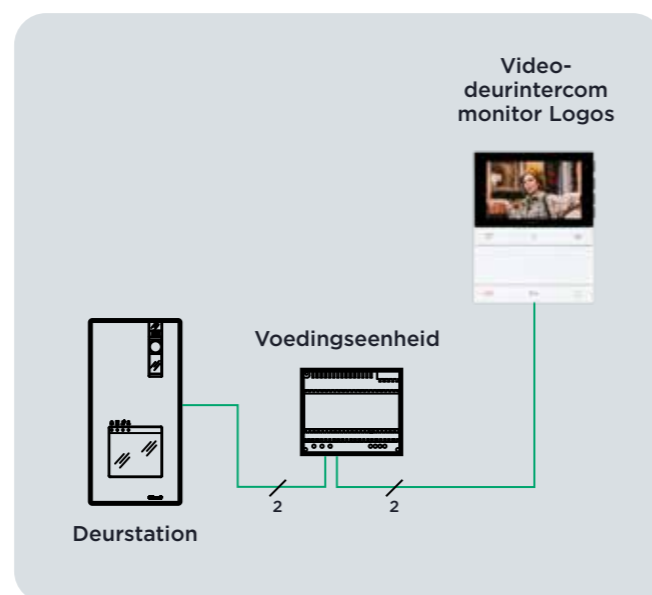 Video-
deurintercom
monitor Logos
Voedingseenheid
2
2
Deurstation